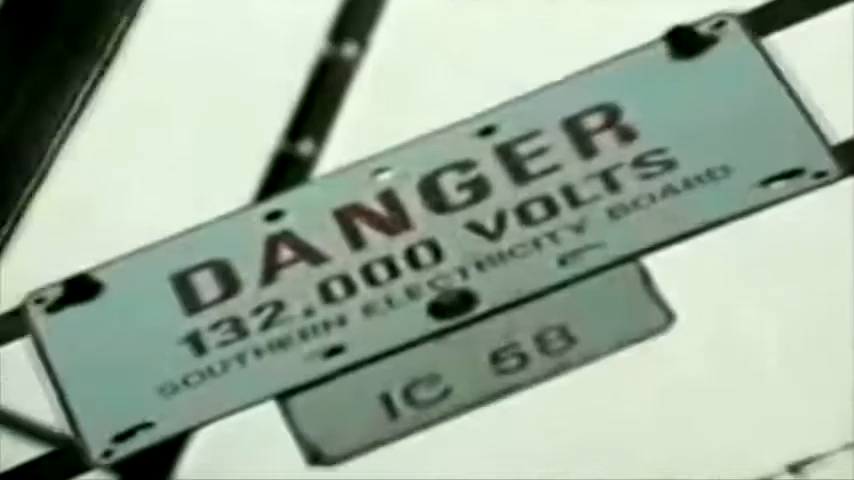 DANGER
132,000 VOLTS
SOUTHERN ELECTRICITY BOARD
IC 58